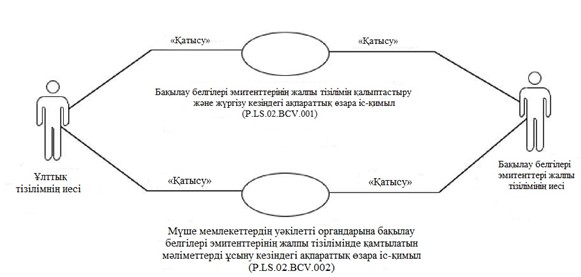 «Қатысу»
«Қатысу»
Бақылау белгілері эмитенттерінің жалпы тізілімін қалыптастыру
және жүргізу кезіндегі ақпараттық өзара іс-қимыл
(P.LS.02.BCV.001)
Ұлттық
тізілімнің иесі
Бақылау белгілері
эмитенттері жалпы
тізілімінің иесі
«Қатысу»
«Қатысу»
Мүше мемлекеттердің уәкілетті органдарына бақылау
белгілері эмитенттерінің жалпы тізілімінде қамтылатын
мәліметтерді ұсыну кезіндегі ақпараттық өзара іс-қимыл
(P.LS.02.BCV.002)